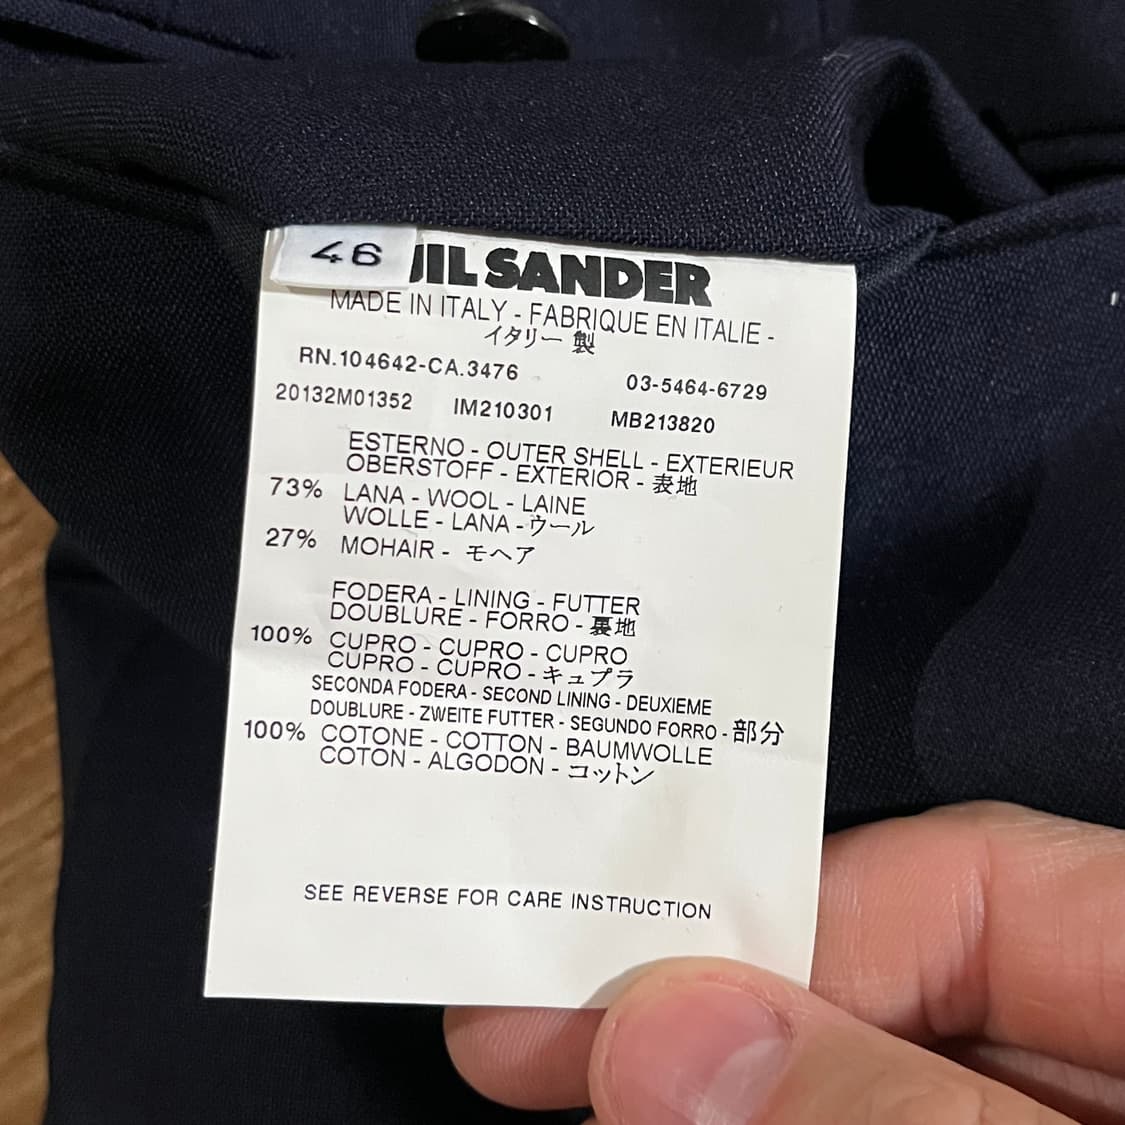 46
JIL SANDER
MADE IN ITALY - FABRIQUE EN ITALIE -
イタリー 製
RN.104642-CA.3476 03-5464-6729
20132M01352 IM210301 MB213820
ESTERNO - OUTER SHELL - EXTERIEUR
OBERSTOFF - EXTERIOR - 表地
73% LANA - WOOL - LAINE
WOLLE - LANA - ウール
27% MOHAIR - モヘア
FODERA - LINING - FUTTER
DOUBLURE - FORRO - 裏地
100% CUPRO - CUPRO - CUPRO
CUPRO - CUPRO - キュプラ
SECONDA FODERA - SECOND LINING - DEUXIEME
DOUBLURE - ZWEITE FUTTER - SEGUNDO FORRO - 部分
100% COTONE - COTTON - BAUMWOLLE
COTON - ALGODON - コットン
SEE REVERSE FOR CARE INSTRUCTION